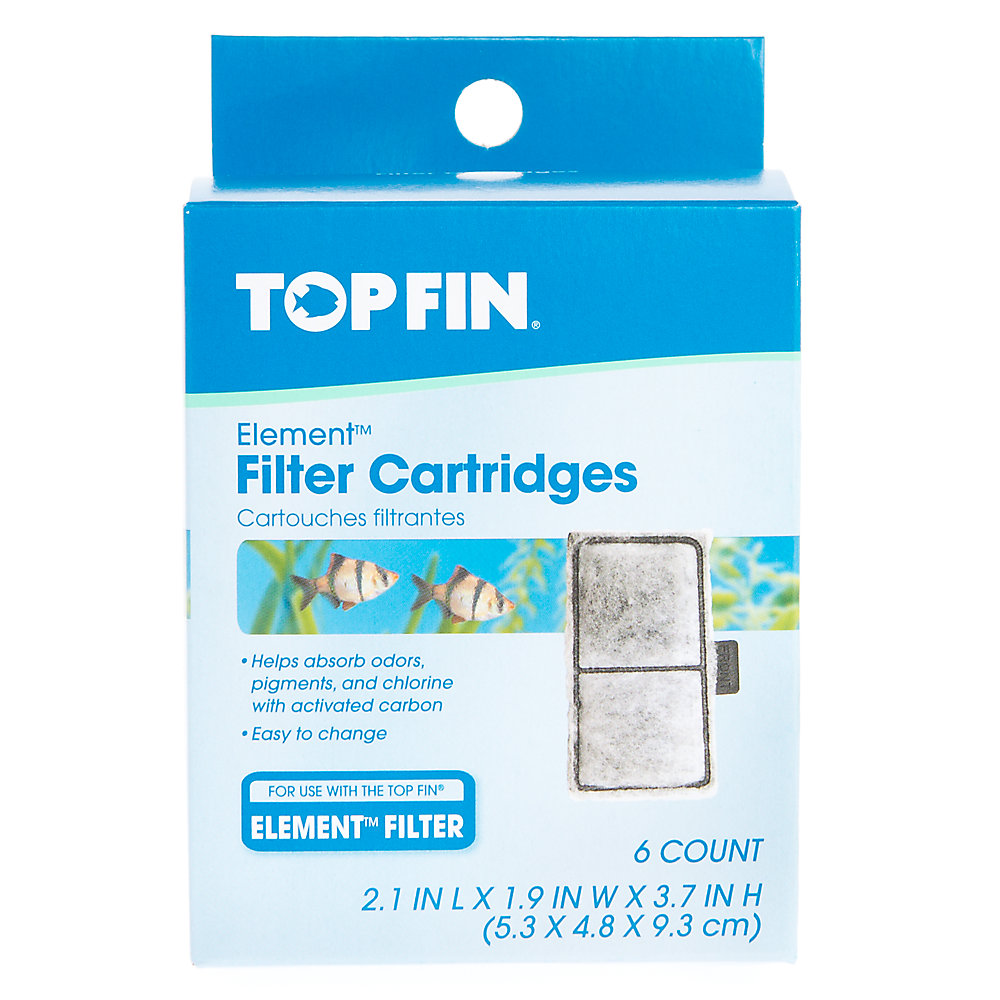 TOP FIN®
Element™
Filter Cartridges
Cartouches filtrantes
• Helps absorb odors,
pigments, and chlorine
with activated carbon
• Easy to change
FOR USE WITH THE TOP FIN®
ELEMENT™ FILTER
6 COUNT
2.1 IN L X 1.9 IN W X 3.7 IN H
(5.3 X 4.8 X 9.3 cm)